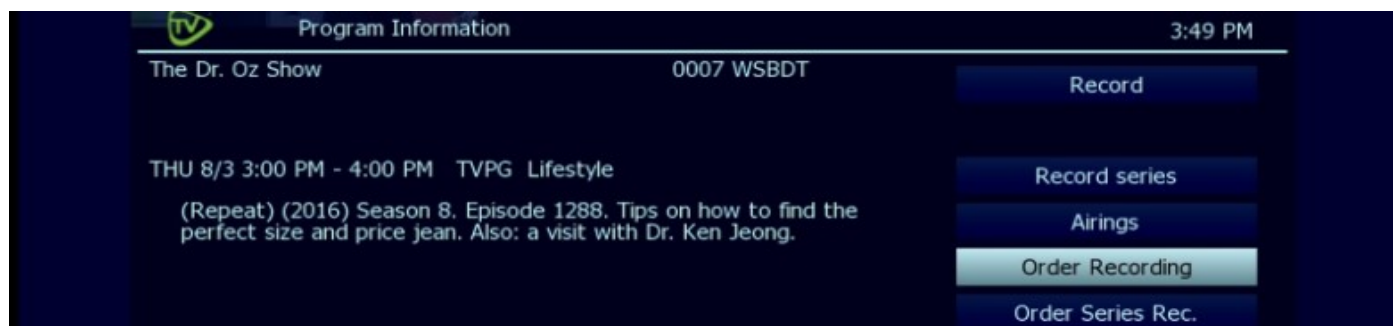 TV
Program Information
3:49 PM
The Dr. Oz Show
0007 WSBDT
Record
THU 8/3 3:00 PM - 4:00 PM TVPG Lifestyle
Record series
(Repeat) (2016) Season 8. Episode 1288. Tips on how to find the
perfect size and price jean. Also: a visit with Dr. Ken Jeong.
Airings
Order Recording
Order Series Rec.